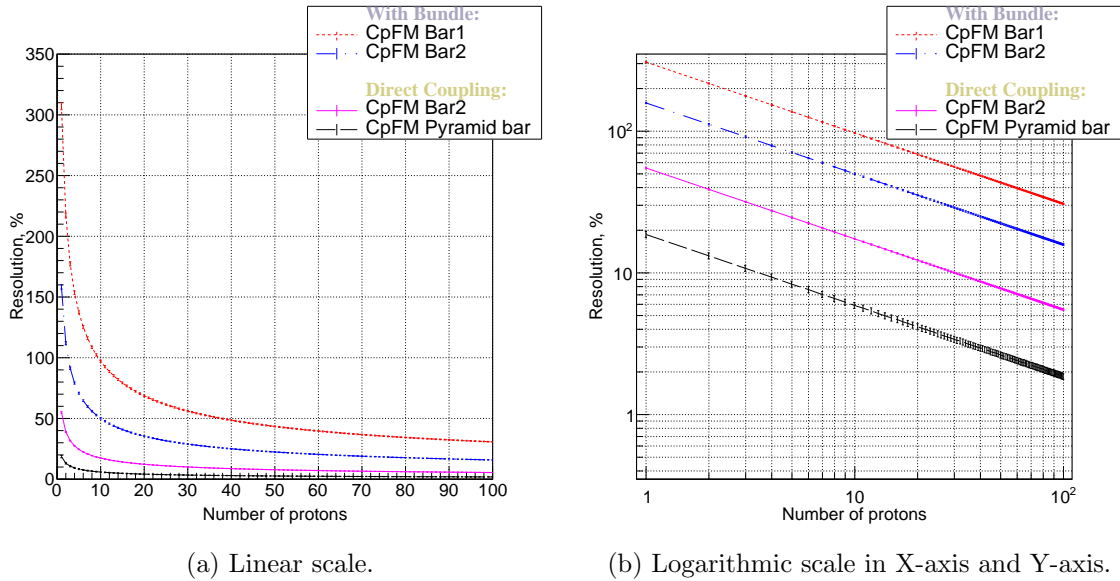 With Bundle:
CpFM Bar1
CpFM Bar2
Direct Coupling:
CpFM Bar2
CpFM Pyramid bar
Resolution, %
350
300
250
200
150
100
50
0
0 10 20 30 40 50 60 70 80 90 100
Number of protons
(a) Linear scale.
With Bundle:
CpFM Bar1
CpFM Bar2
Direct Coupling:
CpFM Bar2
CpFM Pyramid bar
Resolution, %
10²
10
1
1 10 10²
Number of protons
(b) Logarithmic scale in X-axis and Y-axis.